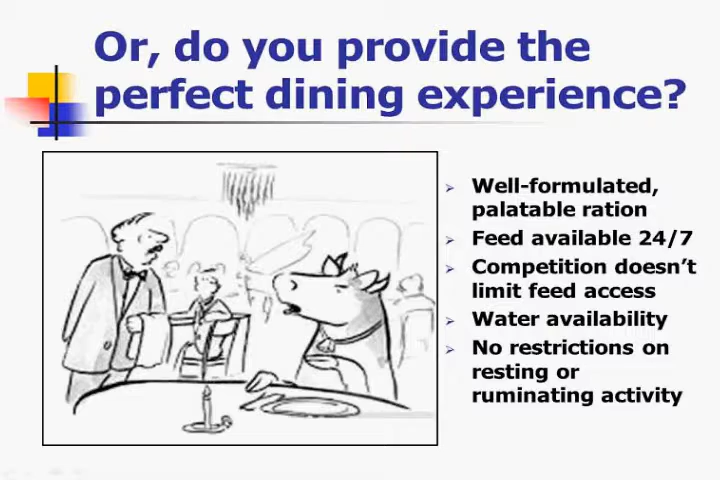 Or, do you provide the
perfect dining experience?
Well-formulated,
palatable ration
Feed available 24/7
Competition doesn't
limit feed access
Water availability
No restrictions on
resting or
ruminating activity